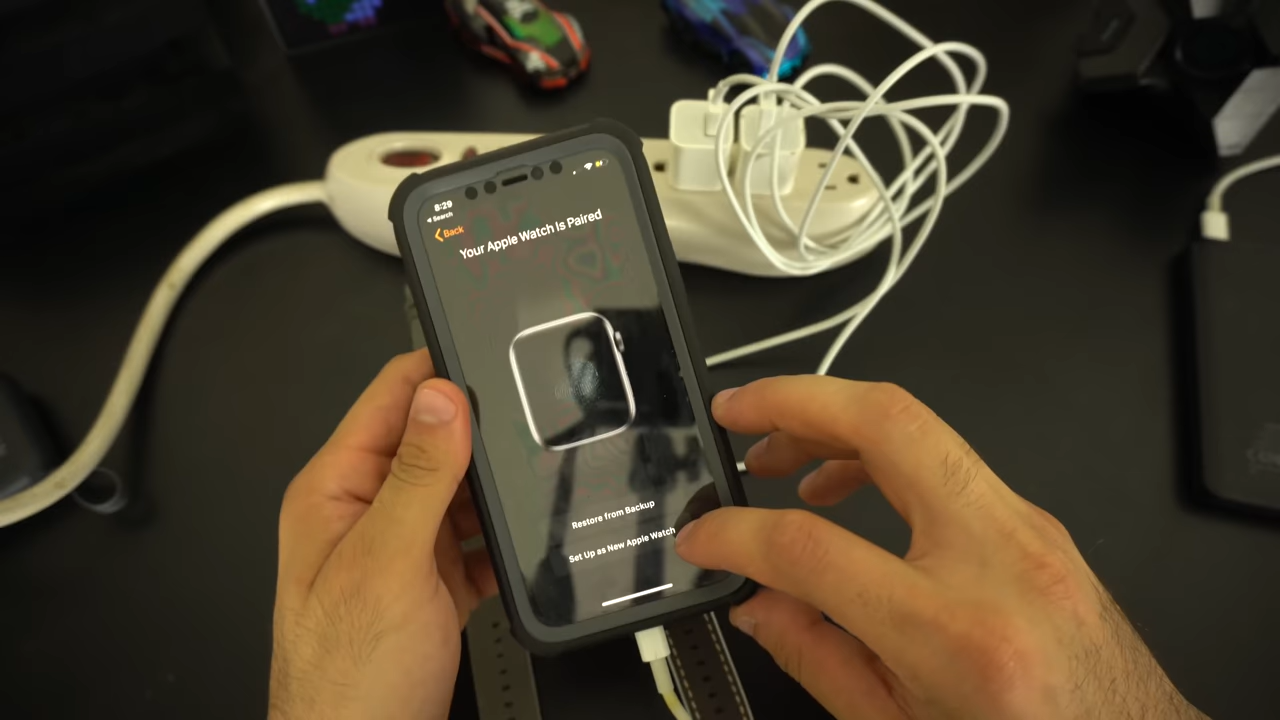 8:29
Search
Back
Your Apple Watch Is Paired
Restore from Backup
Set Up as New Apple Watch